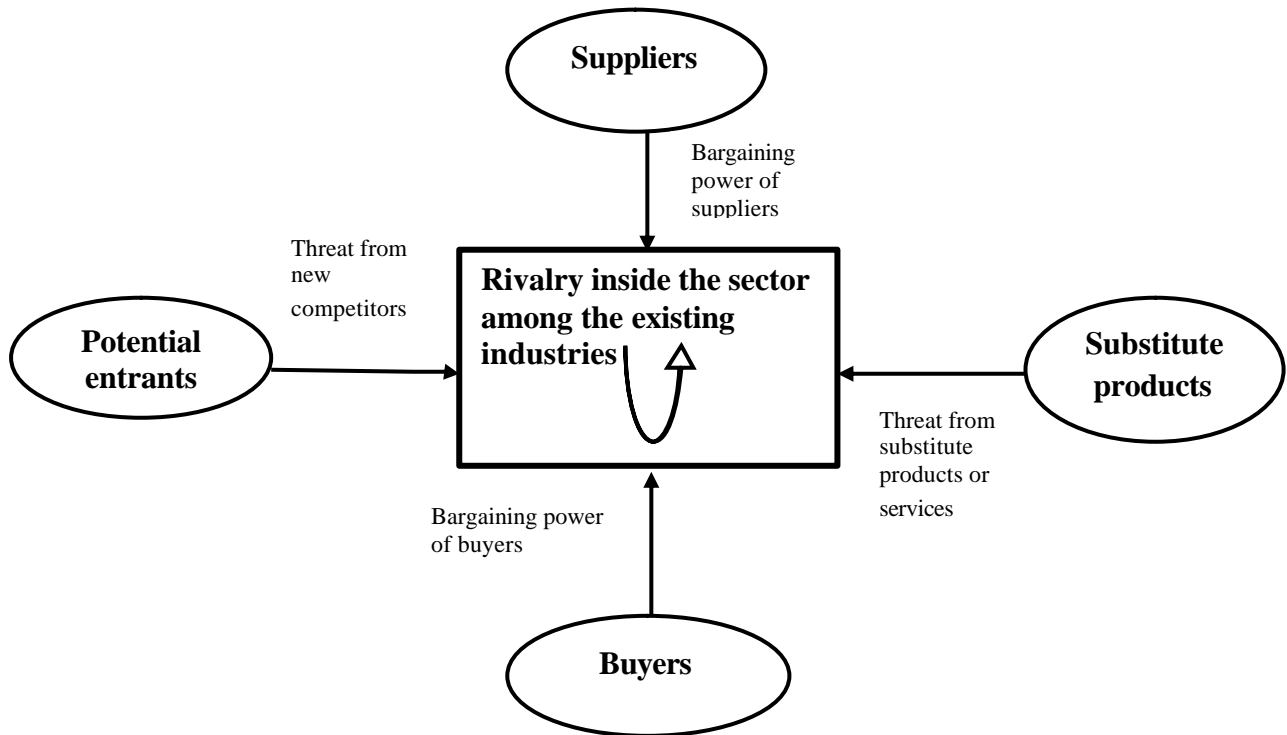 Suppliers
Bargaining
power of
suppliers
Threat from
new
competitors
Rivalry inside the sector
among the existing
industries
Potential
entrants
Substitute
products
Threat from
substitute
products or
services
Bargaining power
of buyers
Buyers